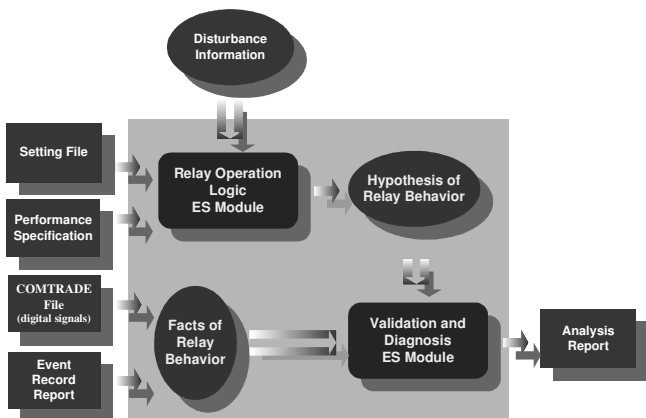 Disturbance
Information
Setting File
Relay Operation
Logic
ES Module
Hypothesis of
Relay Behavior
Performance
Specification
COMTRADE
File
(digital signals)
Facts of
Relay
Behavior
Validation and
Diagnosis
ES Module
Analysis
Report
Event
Record
Report